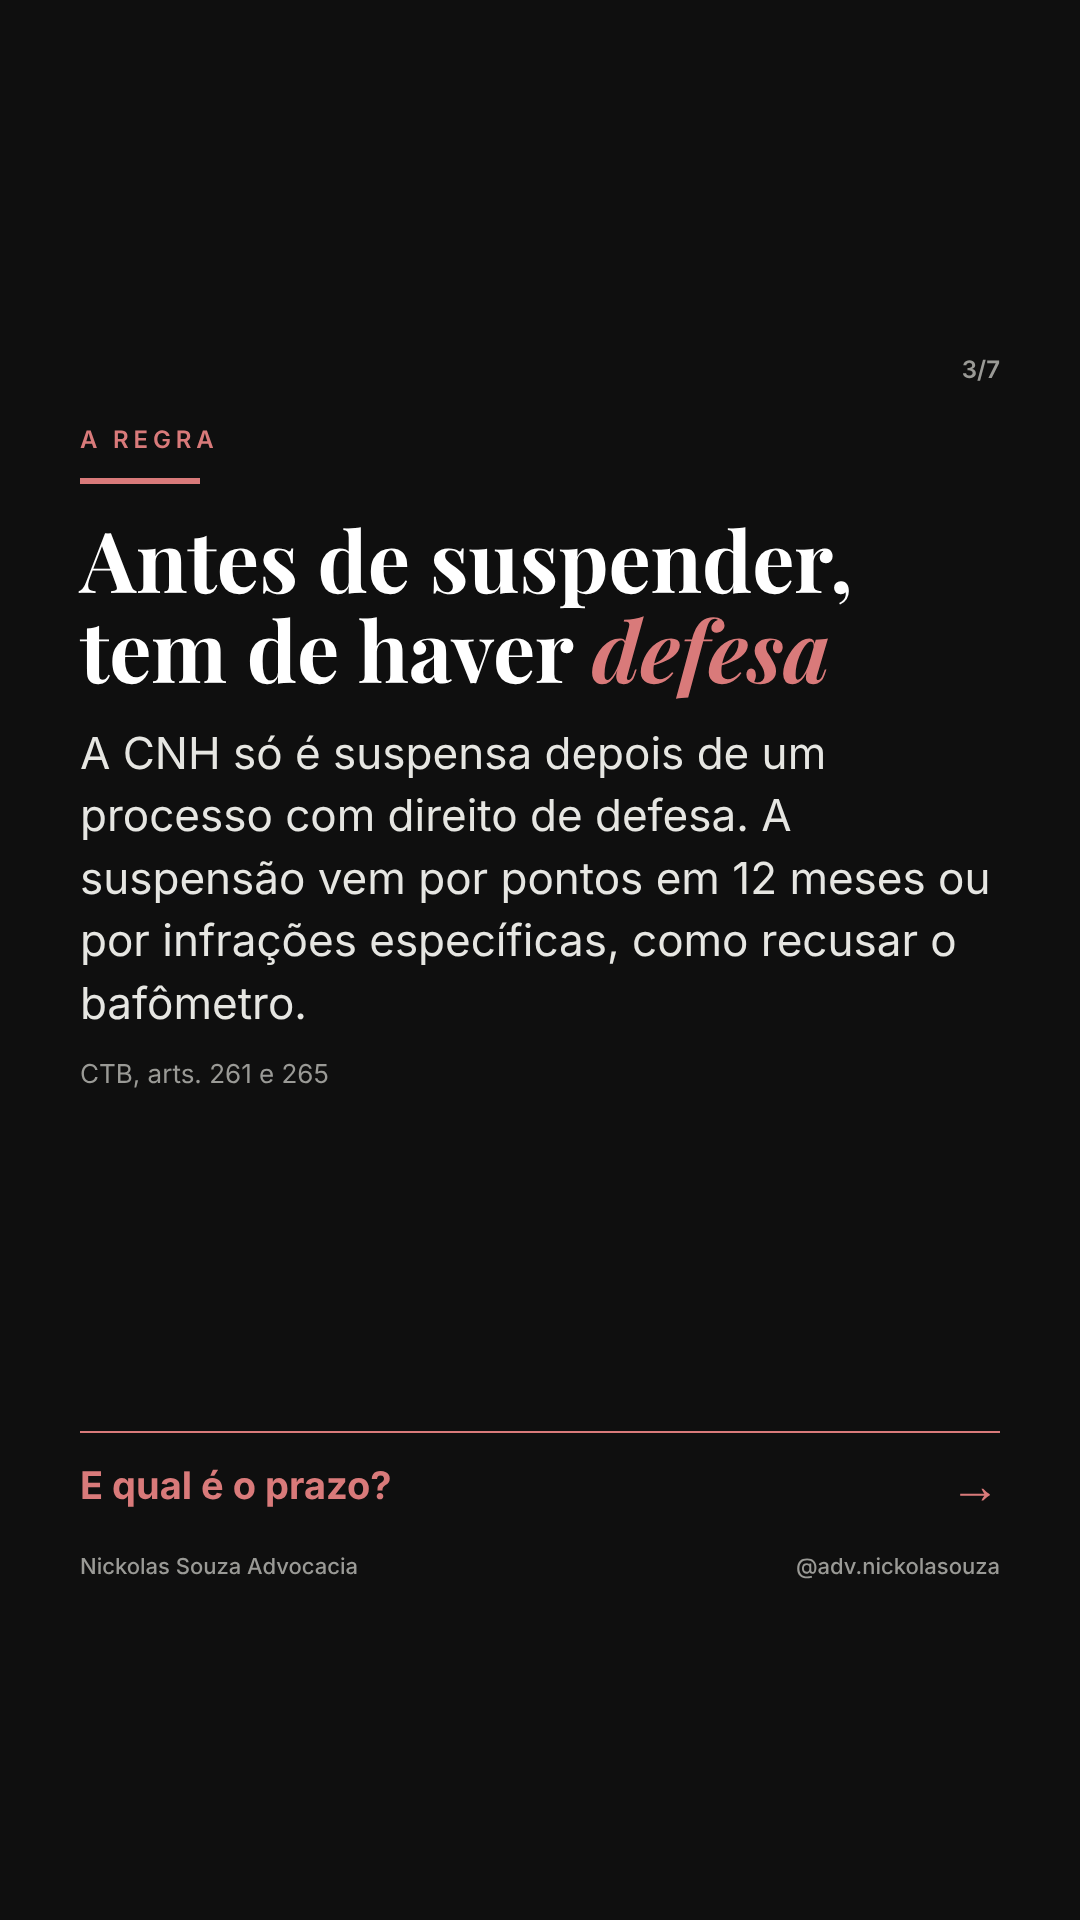 3/7
A REGRA
Antes de suspender,
tem de haver defesa
A CNH só é suspensa depois de um
processo com direito de defesa. A
suspensão vem por pontos em 12 meses ou
por infrações específicas, como recusar o
bafômetro.
CTB, arts. 261 e 265
E qual é o prazo? →
Nickolas Souza Advocacia @adv.nickolasouza